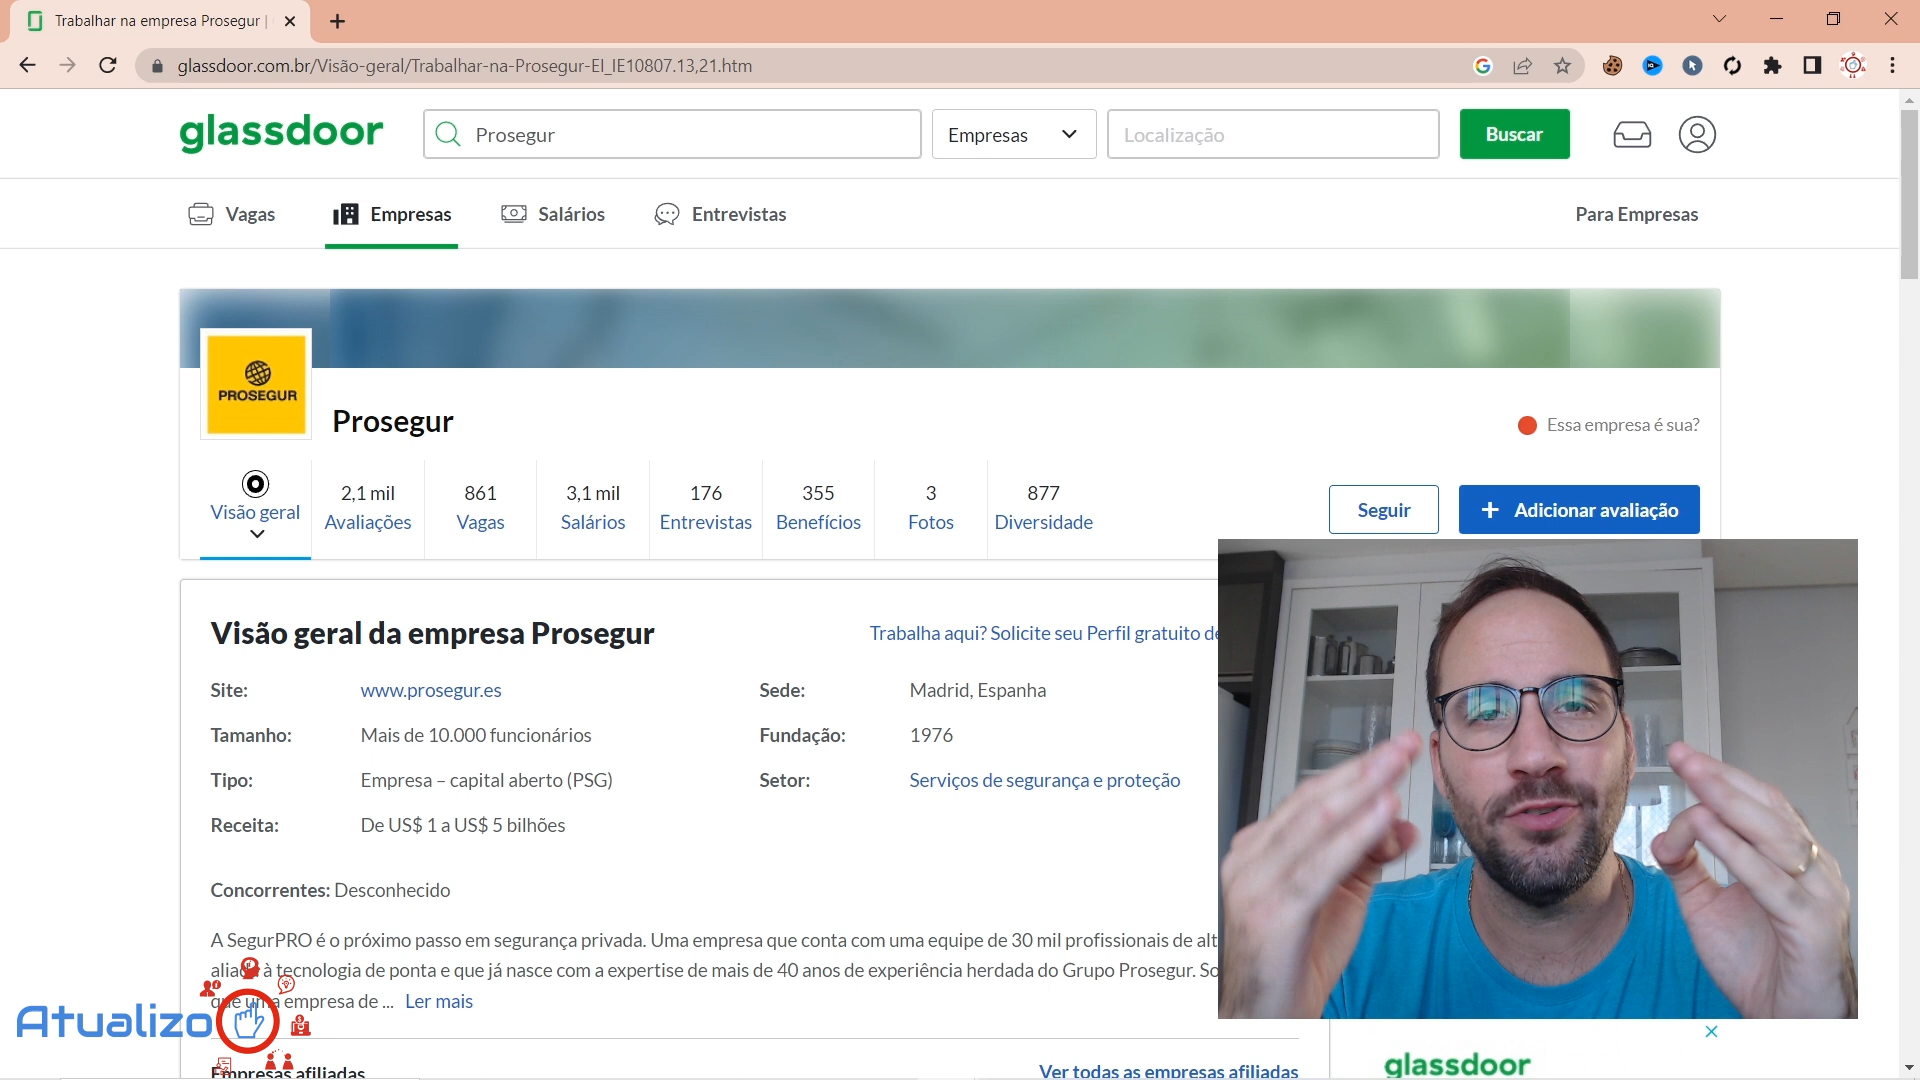 Trabalhar na empresa Prosegur |
glassdoor.com.br/Visão-geral/Trabalhar-na-Prosegur-EI_IE10807.13,21.htm
glassdoor
Prosegur
Empresas
Localização
Buscar
Vagas
Empresas
Salários
Entrevistas
Para Empresas
PROSEGUR
Prosegur
Essa empresa é sua?
Visão geral
2,1 mil
Avaliações
861
Vagas
3,1 mil
Salários
176
Entrevistas
355
Benefícios
3
Fotos
877
Diversidade
Seguir
+ Adicionar avaliação
Visão geral da empresa Prosegur
Trabalha aqui? Solicite seu Perfil gratuito de
Site: www.prosegur.es
Sede: Madrid, Espanha
Tamanho: Mais de 10.000 funcionários
Fundação: 1976
Tipo: Empresa – capital aberto (PSG)
Setor: Serviços de segurança e proteção
Receita: De US$ 1 a US$ 5 bilhões
Concorrentes: Desconhecido
A SegurPRO é o próximo passo em segurança privada. Uma empresa que conta com uma equipe de 30 mil profissionais de alt
aliada à tecnologia de ponta e que já nasce com a expertise de mais de 40 anos de experiência herdada do Grupo Prosegur. So
que uma empresa de ... Ler mais
Atualizo
Empresas afiliadas
Ver todas as empresas afiliadas
glassdoor